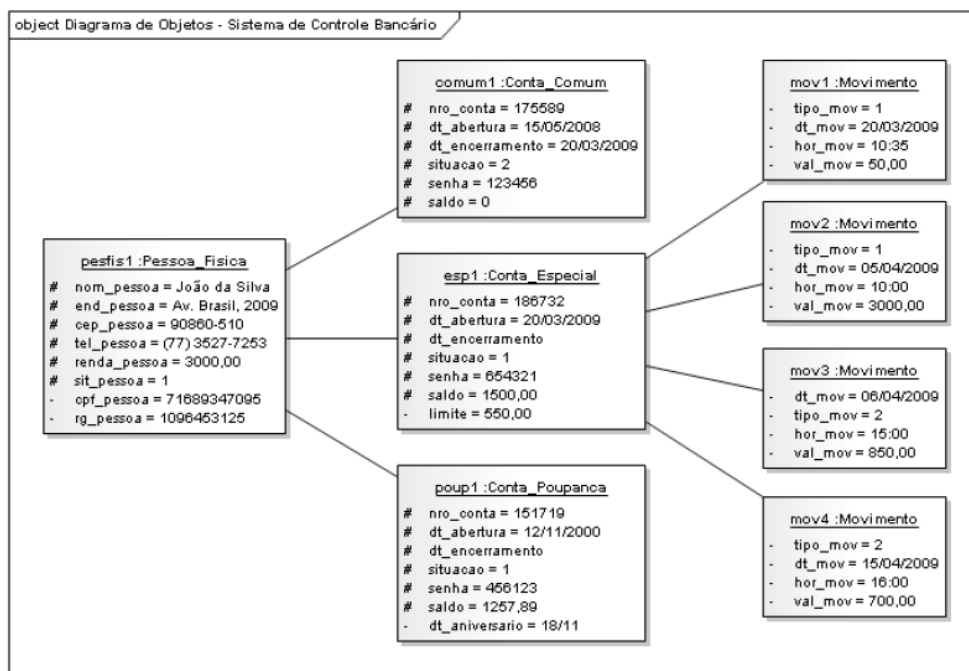 object Diagrama de Objetos - Sistema de Controle Bancário
pesfis1 :Pessoa_Fisica
# nom_pessoa = João da Silva
# end_pessoa = Av. Brasil, 2009
# cep_pessoa = 90860-510
# tel_pessoa = (77) 3527-7253
# renda_pessoa = 3000,00
# sit_pessoa = 1
- cpf_pessoa = 71689347095
- rg_pessoa = 1096453125
comum1 :Conta_Comum
# nro_conta = 175589
# dt_abertura = 15/05/2008
# dt_encerramento = 20/03/2009
# situacao = 2
# senha = 123456
# saldo = 0
esp1 :Conta_Especial
# nro_conta = 186732
# dt_abertura = 20/03/2009
# dt_encerramento
# situacao = 1
# senha = 654321
# saldo = 1500,00
- limite = 550,00
poup1 :Conta_Poupanca
# nro_conta = 151719
# dt_abertura = 12/11/2000
# dt_encerramento
# situacao = 1
# senha = 456123
# saldo = 1257,89
- dt_aniversario = 18/11
mov1 :Movimento
- tipo_mov = 1
- dt_mov = 20/03/2009
- hor_mov = 10:35
- val_mov = 50,00
mov2 :Movimento
- tipo_mov = 1
- dt_mov = 05/04/2009
- hor_mov = 10:00
- val_mov = 3000,00
mov3 :Movimento
- dt_mov = 06/04/2009
- tipo_mov = 2
- hor_mov = 15:00
- val_mov = 850,00
mov4 :Movimento
- tipo_mov = 2
- dt_mov = 15/04/2009
- hor_mov = 16:00
- val_mov = 700,00